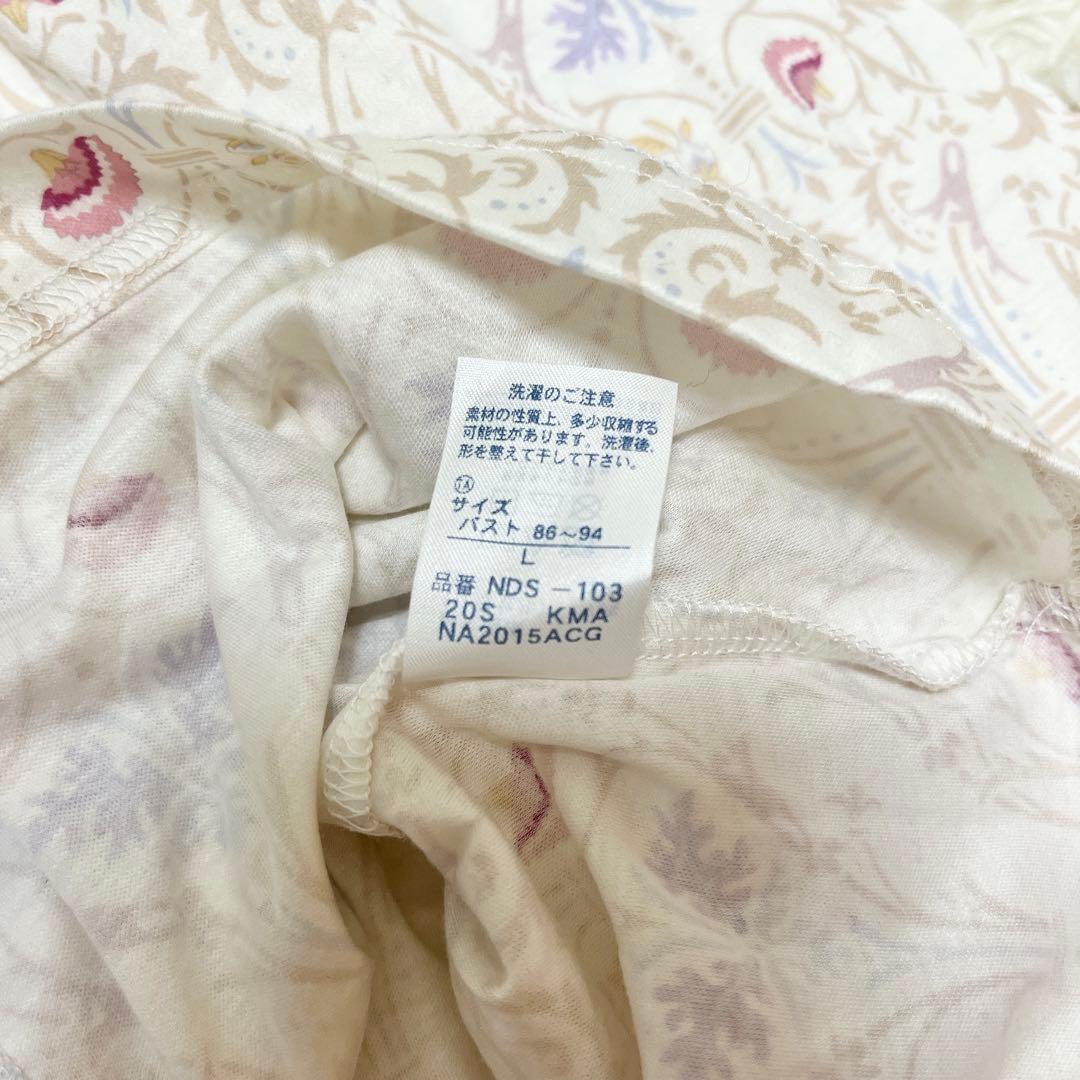 洗濯のご注意
素材の性質上、多少収縮する
可能性があります。洗濯後、
形を整えて干して下さい。
サイズ
バスト 86〜94
L
品番 NDS－103
20S KMA
NA2015ACG